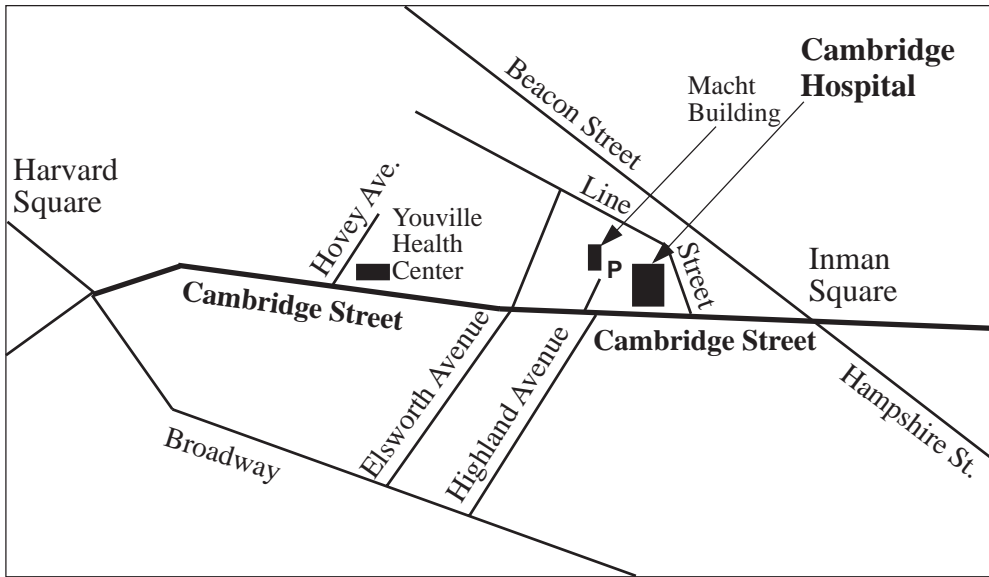 Cambridge
Hospital
Macht
Building
Beacon Street
Harvard
Square
Hovey Ave.
Youville
Health
Center
Line
Street
P
Inman
Square
Cambridge Street
Cambridge Street
Elsworth Avenue
Highland Avenue
Hampshire St.
Broadway